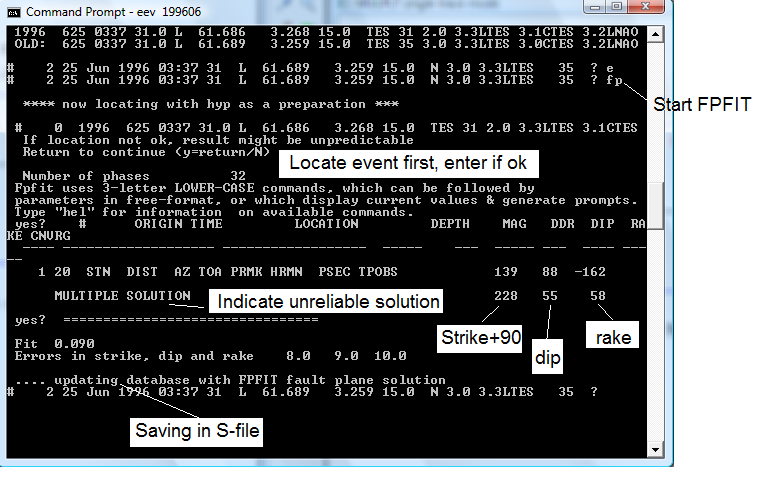 Command Prompt - eev 199606
1996 625 0337 31.0 L 61.686 3.268 15.0 TES 31 2.0 3.3LTES 3.1CTES 3.2LNAO
OLD: 625 0337 31.0 L 61.689 3.259 15.0 TES 35 3.0 3.3LTES 3.0CTES 3.2LNAO
# 2 25 Jun 1996 03:37 31 L 61.689 3.259 15.0 N 3.0 3.3LTES 35 ? e
# 2 25 Jun 1996 03:37 31 L 61.689 3.259 15.0 N 3.0 3.3LTES 35 ? fp
Start FPFIT
**** now locating with hyp as a preparation ***
# 0 1996 625 0337 31.0 L 61.686 3.268 15.0 TES 31 2.0 3.3LTES 3.1CTES
If location not ok, result might be unpredictable
Return to continue (y=return/N)
Locate event first, enter if ok
Number of phases 32
Fpfit uses 3-letter LOWER-CASE commands, which can be followed by
parameters in free-format, or which display current values & generate prompts.
Type "hel" for information on available commands.
yes? # ORIGIN TIME LOCATION DEPTH MAG DDR DIP RA
KE CNVRG
--- -------------------- ------------------- ----- --- ----- --- ---- ---
--
1 20 STN DIST AZ TOA PRMK HRMN PSEC TPOBS 139 88 -162
MULTIPLE SOLUTION 228 55 58
Indicate unreliable solution
yes? ==================================
Strike+90
dip
rake
Fit 0.090
Errors in strike, dip and rake 8.0 9.0 10.0
.... updating database with FPFIT fault plane solution
# 2 25 Jun 1996 03:37 31 L 61.689 3.259 15.0 N 3.0 3.3LTES 35 ?
Saving in S-file